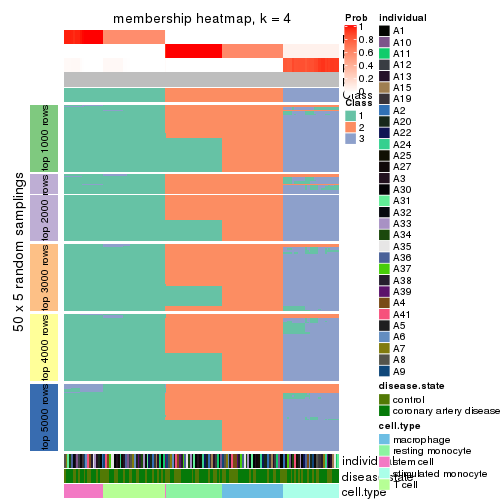 membership heatmap, k = 4
50 x 5 random samplings
top 1000 rows
top 2000 rows
top 3000 rows
top 4000 rows
top 5000 rows
Class
individual
disease.state
cell.type
Prob
1
0.8
0.6
0.4
0.2
0
Class
1
2
3
individual
A1
A10
A11
A12
A13
A15
A19
A2
A20
A22
A24
A25
A27
A3
A30
A31
A32
A33
A34
A35
A36
A37
A38
A39
A4
A41
A5
A6
A7
A8
A9
disease.state
control
coronary artery disease
cell.type
macrophage
resting monocyte
stem cell
stimulated monocyte
T cell